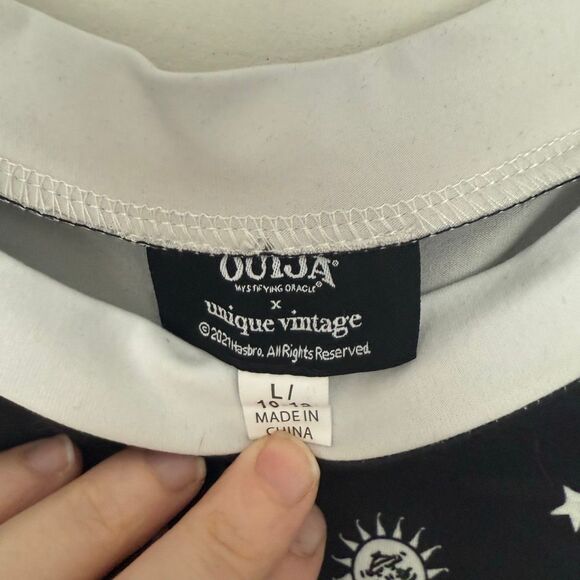 OUIJA®
MYSTIFYING ORACLE®
x
unique vintage
©2021 Hasbro. All Rights Reserved.
L/
MADE IN
CHINA